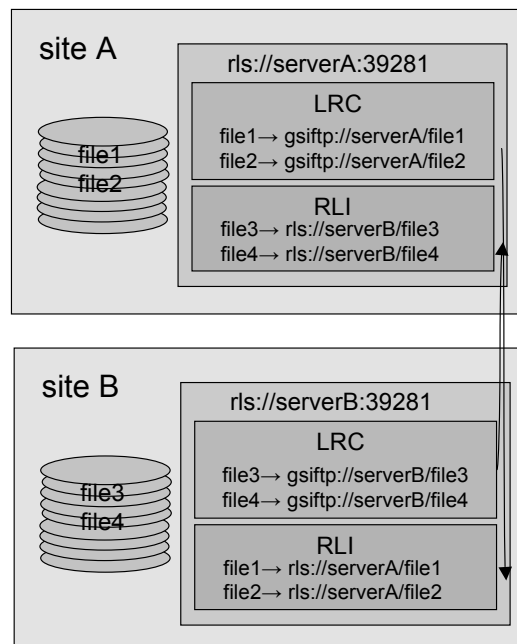 site A
rls://serverA:39281
LRC
file1→ gsiftp://serverA/file1
file2→ gsiftp://serverA/file2
file1
file2
RLI
file3→ rls://serverB/file3
file4→ rls://serverB/file4
site B
rls://serverB:39281
LRC
file3→ gsiftp://serverB/file3
file4→ gsiftp://serverB/file4
file3
file4
RLI
file1→ rls://serverA/file1
file2→ rls://serverA/file2